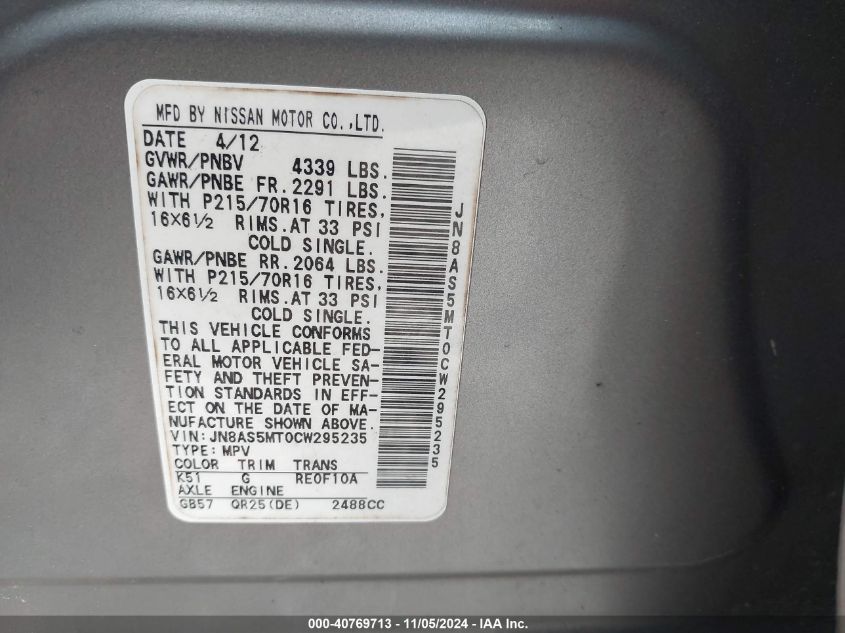 MFD BY NISSAN MOTOR CO.,LTD.
DATE 4/12
GVWR/PNBV 4339 LBS.
GAWR/PNBE FR.2291 LBS.
WITH P215/70R16 TIRES,
16X6½ RIMS.AT 33 PSI
COLD SINGLE.
GAWR/PNBE RR.2064 LBS.
WITH P215/70R16 TIRES,
16X6½ RIMS.AT 33 PSI
COLD SINGLE.
THIS VEHICLE CONFORMS
TO ALL APPLICABLE FED-
ERAL MOTOR VEHICLE SA-
FETY AND THEFT PREVEN-
TION STANDARDS IN EFF-
ECT ON THE DATE OF MA-
NUFACTURE SHOWN ABOVE.
VIN:JN8AS5MT0CW295235
TYPE:MPV
COLOR TRIM TRANS
K51 G RE0F10A
AXLE ENGINE
GB57 QR25(DE) 2488CC
JN8AS5MT0CW295235
000-40769713 - 11/05/2024 - IAA Inc.